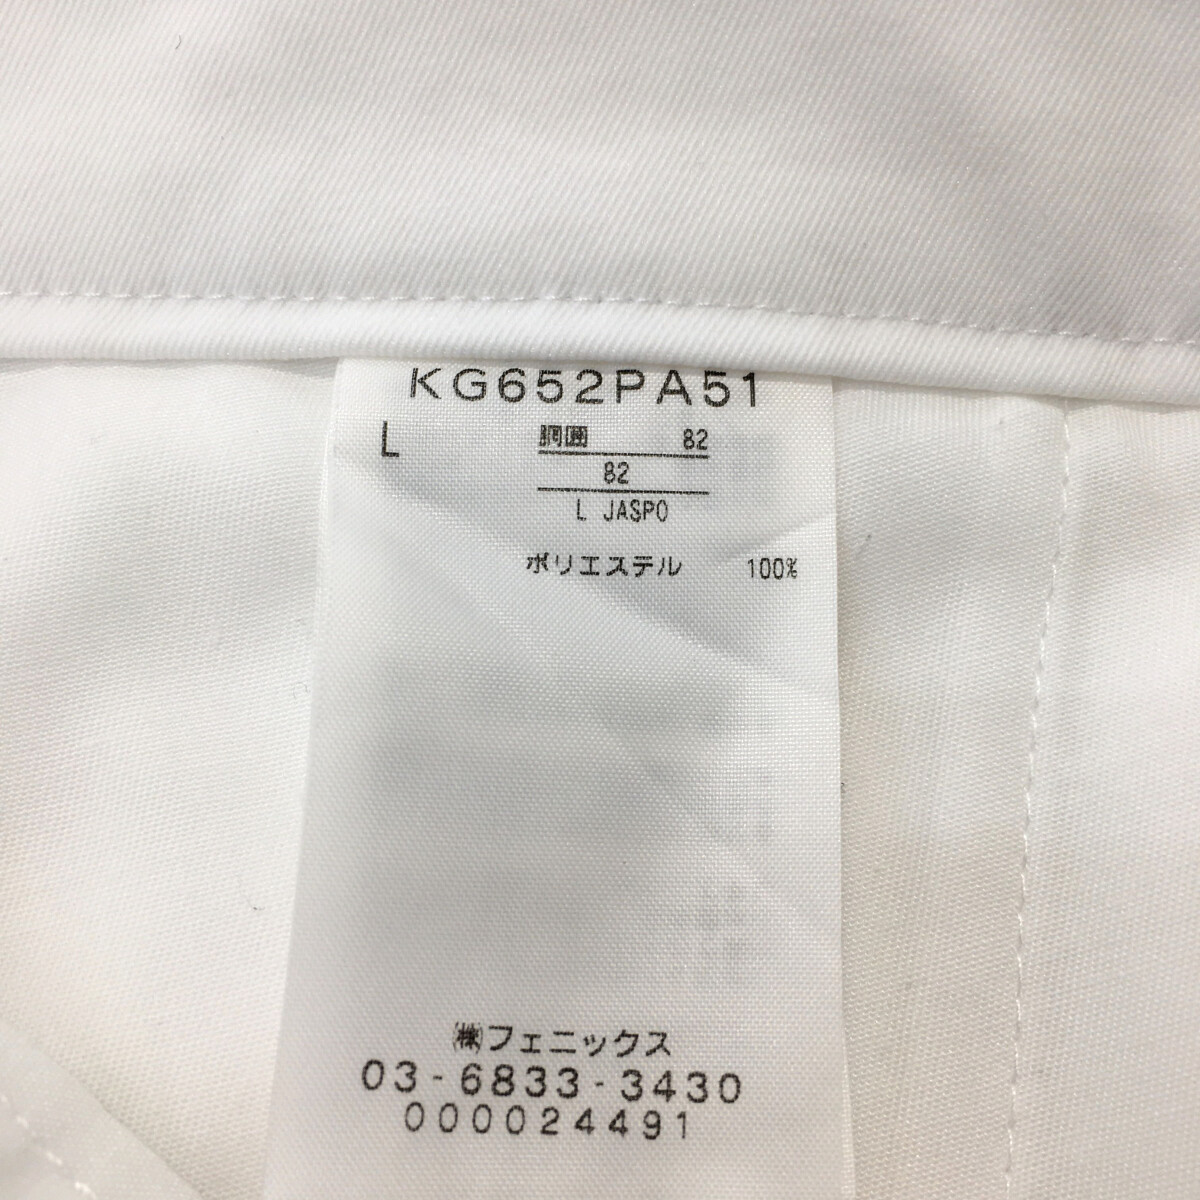 KG652PA51
L 胴囲 82
82
L JASPO
ポリエステル 100%
㈱フェニックス
03-6833-3430
000024491